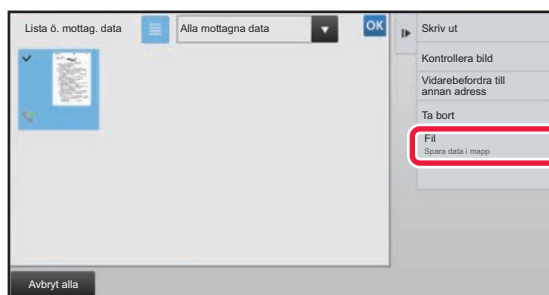 Lista ö. mottag. data
Alla mottagna data
OK
Skriv ut
Kontrollera bild
Vidarebefordra till
annan adress
Ta bort
Fil
Spara data i mapp
Avbryt alla